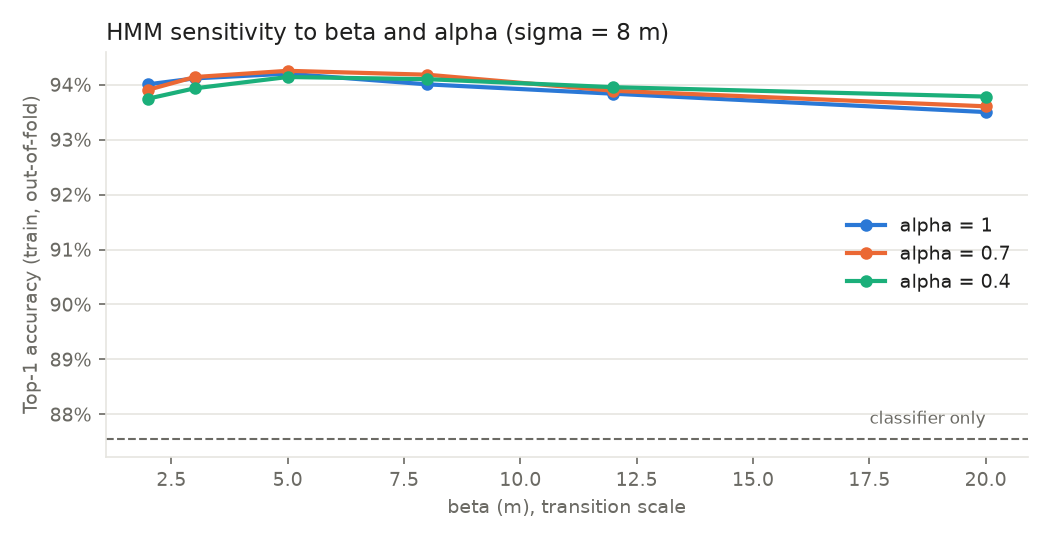 HMM sensitivity to beta and alpha (sigma = 8 m)
Top-1 accuracy (train, out-of-fold)
94%
93%
92%
91%
90%
89%
88%
alpha = 1
alpha = 0.7
alpha = 0.4
classifier only
2.5
5.0
7.5
10.0
12.5
15.0
17.5
20.0
beta (m), transition scale